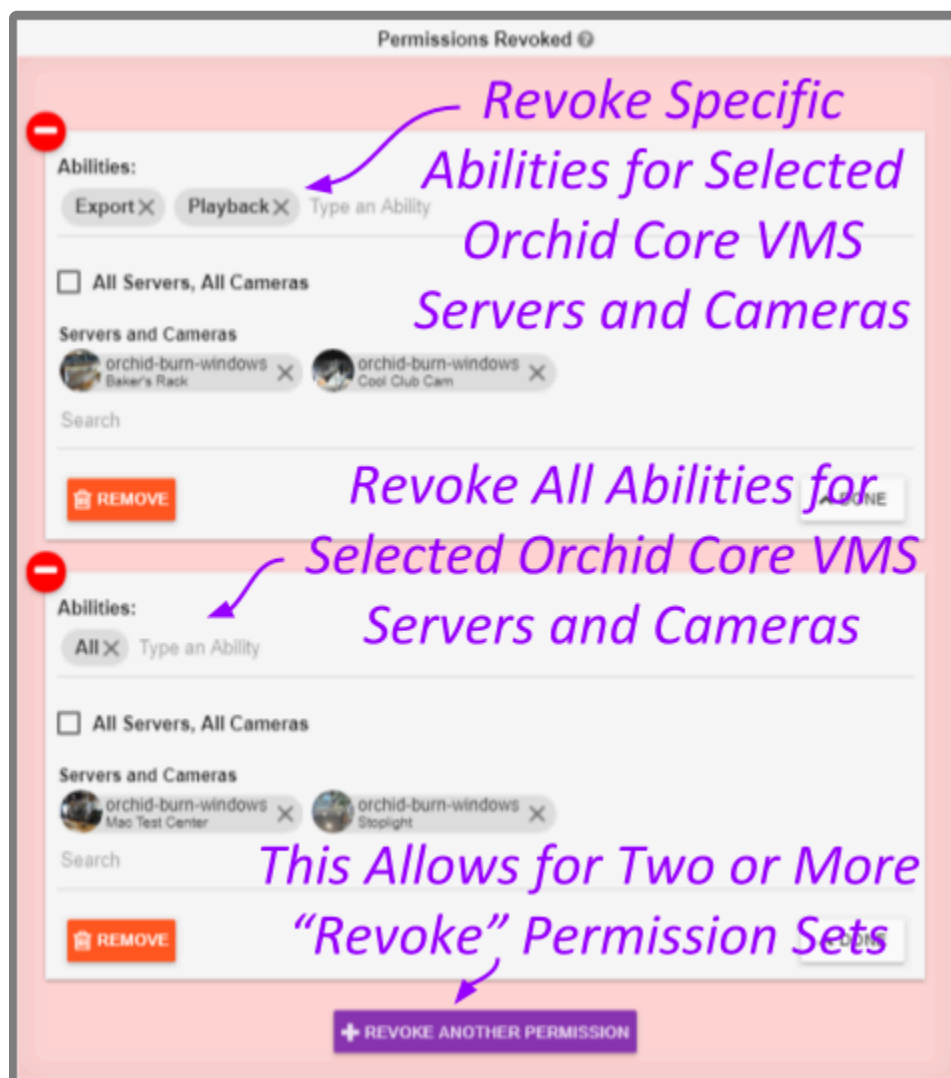 Permissions Revoked
Revoke Specific
Abilities for Selected
Orchid Core VMS
Servers and Cameras
Abilities:
Export Playback Type an Ability
All Servers, All Cameras
Servers and Cameras
orchid-burn-windows orchid-burn-windows
Baker's Rack Cool Club Cam
Search
Revoke All Abilities for
Selected Orchid Core VMS
Servers and Cameras
REMOVE DONE
Abilities:
All Type an Ability
All Servers, All Cameras
Servers and Cameras
orchid-burn-windows orchid-burn-windows
Mac Test Center Stoplight
Search
This Allows for Two or More
“Revoke” Permission Sets
REMOVE DONE
REVOKE ANOTHER PERMISSION